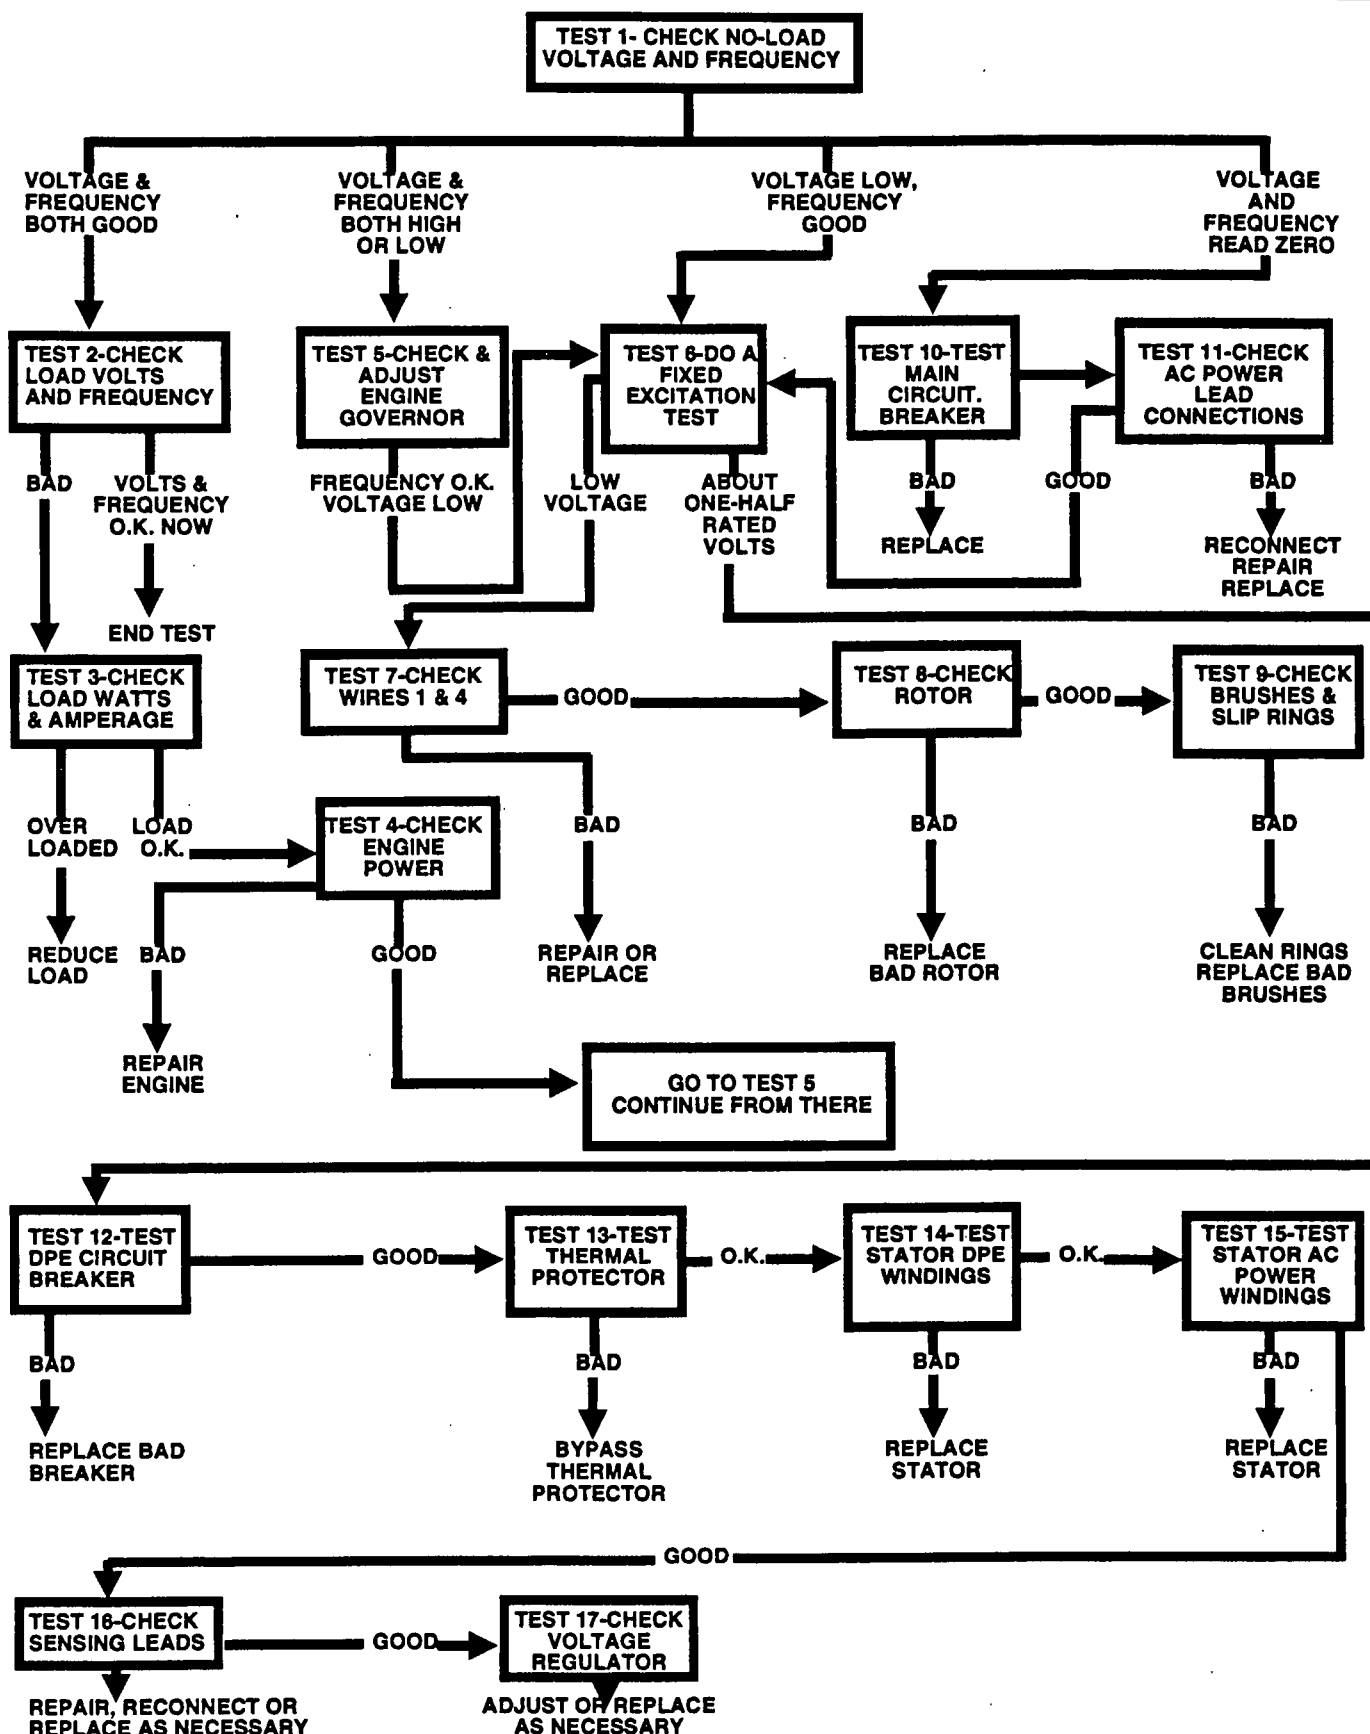 TEST 1- CHECK NO-LOAD
VOLTAGE AND FREQUENCY
VOLTAGE &
FREQUENCY
BOTH GOOD
VOLTAGE &
FREQUENCY
BOTH HIGH
OR LOW
VOLTAGE LOW,
FREQUENCY
GOOD
VOLTAGE
AND
FREQUENCY
READ ZERO
TEST 2-CHECK
LOAD VOLTS
AND FREQUENCY
TEST 5-CHECK &
ADJUST
ENGINE
GOVERNOR
TEST 6-DO A
FIXED
EXCITATION
TEST
TEST 10-TEST
MAIN
CIRCUIT.
BREAKER
TEST 11-CHECK
AC POWER
LEAD
CONNECTIONS
BAD
VOLTS &
FREQUENCY
O.K. NOW
FREQUENCY O.K.
VOLTAGE LOW
LOW
VOLTAGE
ABOUT
ONE-HALF
RATED
VOLTS
BAD
GOOD
BAD
REPLACE
RECONNECT
REPAIR
REPLACE
END TEST
TEST 3-CHECK
LOAD WATTS
& AMPERAGE
TEST 7-CHECK
WIRES 1 & 4
GOOD
TEST 8-CHECK
ROTOR
GOOD
TEST 9-CHECK
BRUSHES &
SLIP RINGS
OVER
LOADED
LOAD
O.K.
TEST 4-CHECK
ENGINE
POWER
BAD
BAD
BAD
REDUCE
LOAD
BAD
GOOD
REPAIR OR
REPLACE
REPLACE
BAD ROTOR
CLEAN RINGS
REPLACE BAD
BRUSHES
REPAIR
ENGINE
GO TO TEST 5
CONTINUE FROM THERE
TEST 12-TEST
DPE CIRCUIT
BREAKER
GOOD
TEST 13-TEST
THERMAL
PROTECTOR
O.K.
TEST 14-TEST
STATOR DPE
WINDINGS
O.K.
TEST 15-TEST
STATOR AC
POWER
WINDINGS
BAD
BAD
BAD
BAD
REPLACE BAD
BREAKER
BYPASS
THERMAL
PROTECTOR
REPLACE
STATOR
REPLACE
STATOR
GOOD
TEST 16-CHECK
SENSING LEADS
GOOD
TEST 17-CHECK
VOLTAGE
REGULATOR
REPAIR, RECONNECT OR
REPLACE AS NECESSARY
ADJUST OR REPLACE
AS NECESSARY